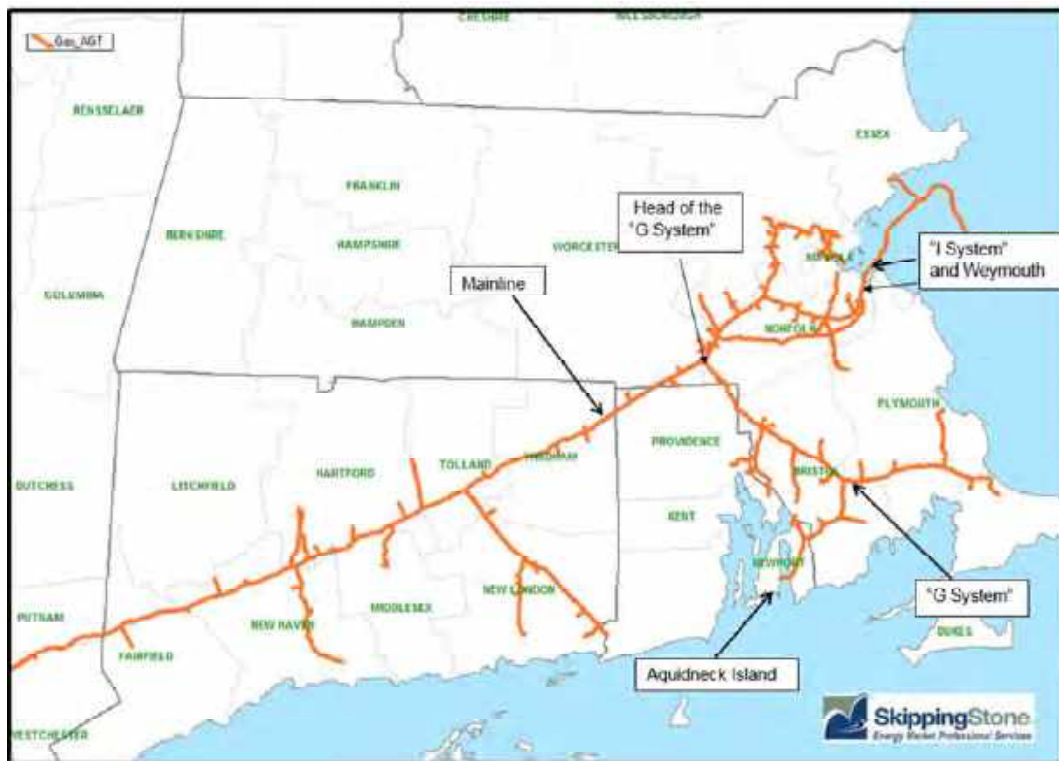 CHESHIRE
HILLSBOROUGH
Gas_AGT
RENSSELAER
ESSEX
FRANKLIN
Head of the
"G System"
BERKSHIRE
HAMPSHIRE
WORCESTER
"I System"
and Weymouth
Mainline
COLUMBIA
HAMPDEN
NORFOLK
PLYMOUTH
PROVIDENCE
HARTFORD
TOLLAND
DUTCHESS
LITCHFIELD
BRISTOL
KENT
NEWPORT
NEW LONDON
"G System"
MIDDLESEX
PUTNAM
NEW HAVEN
DUKES
FAIRFIELD
Aquidneck Island
SkippingStone
Energy Market Professional Services
WESTCHESTER